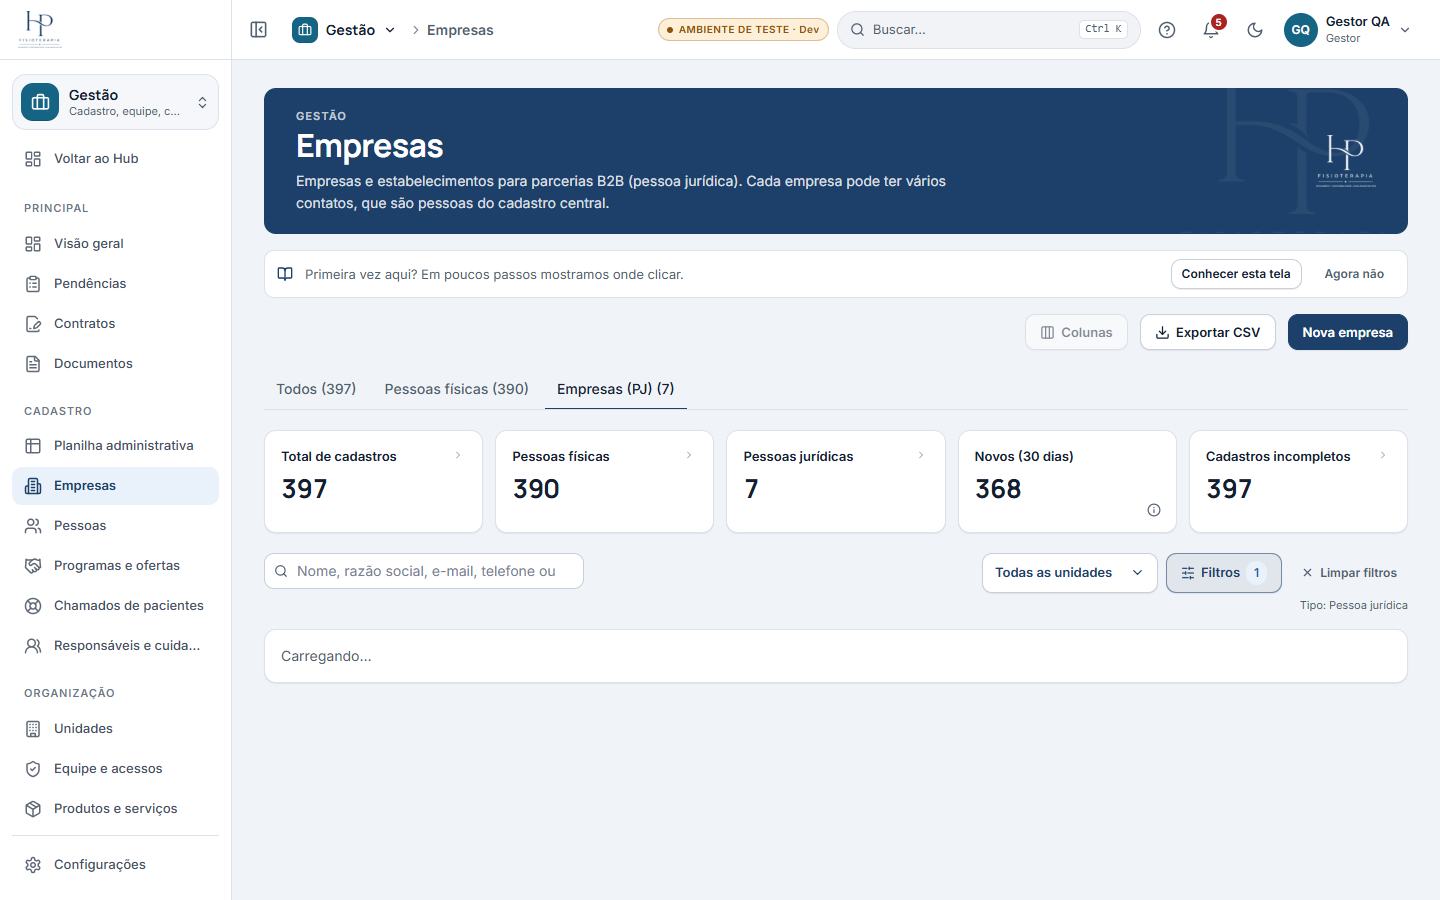 HP
FISIOTERAPIA
Gestão
Empresas
AMBIENTE DE TESTE · Dev
Buscar...
Ctrl K
5
GQ
Gestor QA
Gestor
Gestão
Cadastro, equipe, c...
Voltar ao Hub
PRINCIPAL
Visão geral
Pendências
Contratos
Documentos
CADASTRO
Planilha administrativa
Empresas
Pessoas
Programas e ofertas
Chamados de pacientes
Responsáveis e cuida...
ORGANIZAÇÃO
Unidades
Equipe e acessos
Produtos e serviços
Configurações
GESTÃO
Empresas
Empresas e estabelecimentos para parcerias B2B (pessoa jurídica). Cada empresa pode ter vários
contatos, que são pessoas do cadastro central.
HP
FISIOTERAPIA
Primeira vez aqui? Em poucos passos mostramos onde clicar.
Conhecer esta tela
Agora não
Colunas
Exportar CSV
Nova empresa
Todos (397)
Pessoas físicas (390)
Empresas (PJ) (7)
Total de cadastros
397
Pessoas físicas
390
Pessoas jurídicas
7
Novos (30 dias)
368
Cadastros incompletos
397
Nome, razão social, e-mail, telefone ou
Todas as unidades
Filtros 1
Limpar filtros
Tipo: Pessoa jurídica
Carregando...